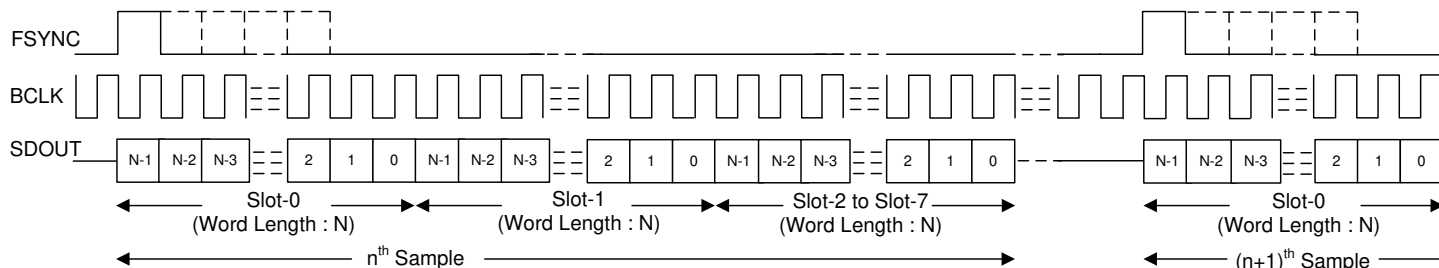 FSYNC
BCLK
SDOUT
N-1 N-2 N-3 2 1 0 N-1 N-2 N-3 2 1 0 N-1 N-2 N-3 2 1 0 N-1 N-2 N-3 2 1 0
Slot-0 Slot-1 Slot-2 to Slot-7 Slot-0
(Word Length : N) (Word Length : N) (Word Length : N) (Word Length : N)
nth Sample (n+1)th Sample